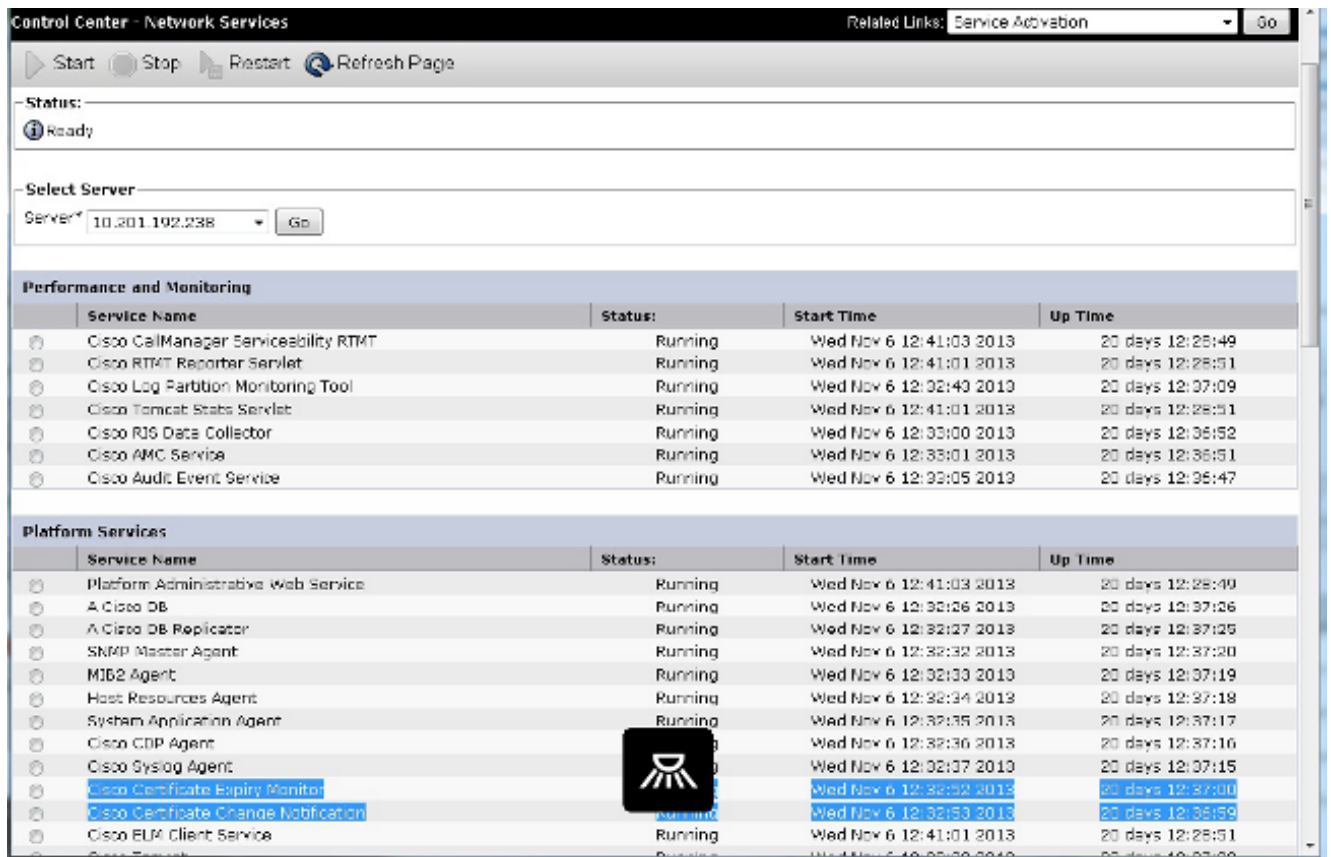 Control Center - Network Services Related Links: Service Activation Go
Start Stop Restart Refresh Page
Status:
Ready
Select Server
Server* 10.201.192.238 Go
Performance and Monitoring
Service Name Status: Start Time Up Time
Cisco CallManager Serviceability RTMT Running Wed Nov 6 12:41:03 2013 20 days 12:28:49
Cisco RTMT Reporter Servlet Running Wed Nov 6 12:41:01 2013 20 days 12:28:51
Cisco Log Partition Monitoring Tool Running Wed Nov 6 12:32:43 2013 20 days 12:37:09
Cisco Tomcat Stats Servlet Running Wed Nov 6 12:41:01 2013 20 days 12:28:51
Cisco RIS Data Collector Running Wed Nov 6 12:33:00 2013 20 days 12:36:52
Cisco AMC Service Running Wed Nov 6 12:33:01 2013 20 days 12:36:51
Cisco Audit Event Service Running Wed Nov 6 12:33:05 2013 20 days 12:36:47
Platform Services
Service Name Status: Start Time Up Time
Platform Administrative Web Service Running Wed Nov 6 12:41:03 2013 20 days 12:28:49
A Cisco DB Running Wed Nov 6 12:32:26 2013 20 days 12:37:26
A Cisco DB Replicator Running Wed Nov 6 12:32:27 2013 20 days 12:37:25
SNMP Master Agent Running Wed Nov 6 12:32:32 2013 20 days 12:37:20
MIB2 Agent Running Wed Nov 6 12:32:33 2013 20 days 12:37:19
Host Resources Agent Running Wed Nov 6 12:32:34 2013 20 days 12:37:18
System Application Agent Running Wed Nov 6 12:32:35 2013 20 days 12:37:17
Cisco CDP Agent Wed Nov 6 12:32:36 2013 20 days 12:37:16
Cisco Syslog Agent Wed Nov 6 12:32:37 2013 20 days 12:37:15
Cisco Certificate Expiry Monitor Wed Nov 6 12:32:52 2013 20 days 12:37:00
Cisco Certificate Change Notification Running Wed Nov 6 12:32:53 2013 20 days 12:36:59
Cisco ELM Client Service Running Wed Nov 6 12:41:01 2013 20 days 12:28:51